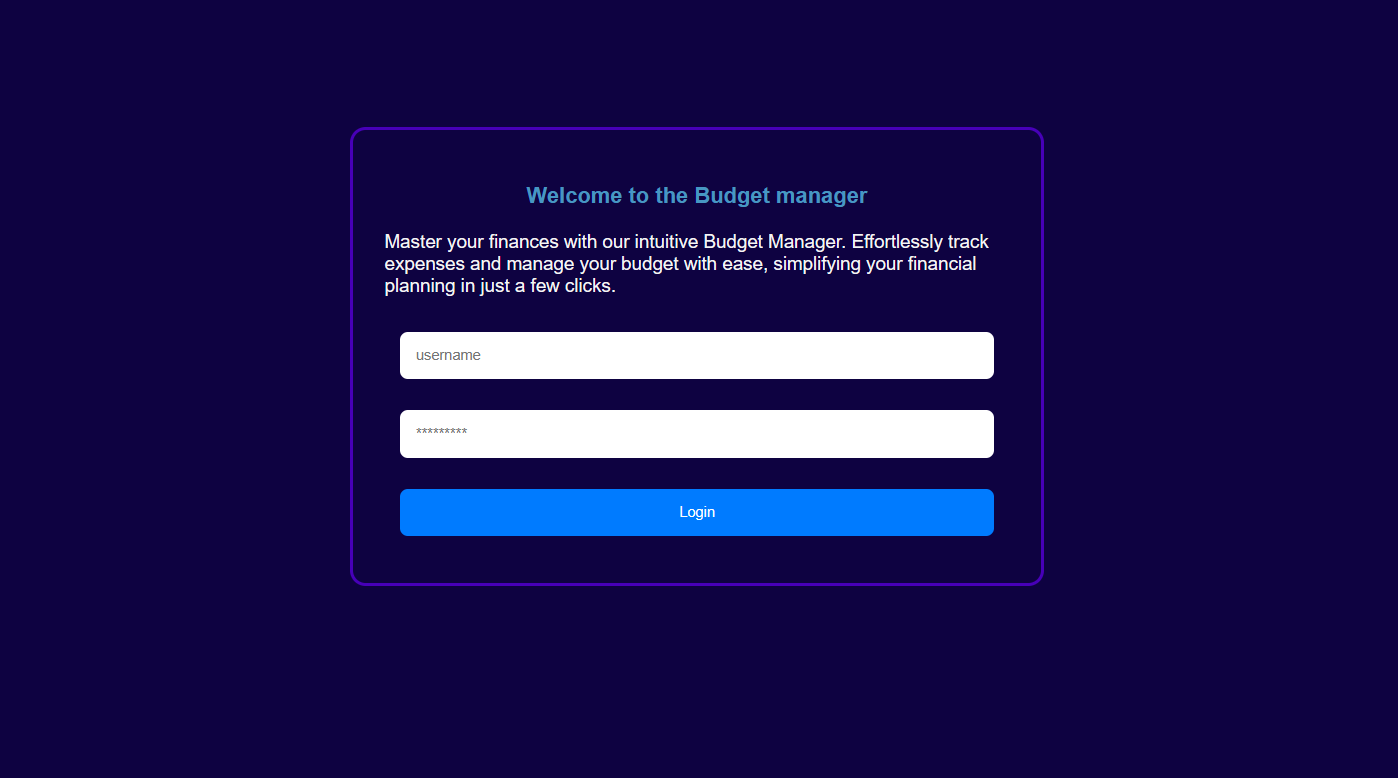 Welcome to the Budget manager
Master your finances with our intuitive Budget Manager. Effortlessly track
expenses and manage your budget with ease, simplifying your financial
planning in just a few clicks.
username
*********
Login